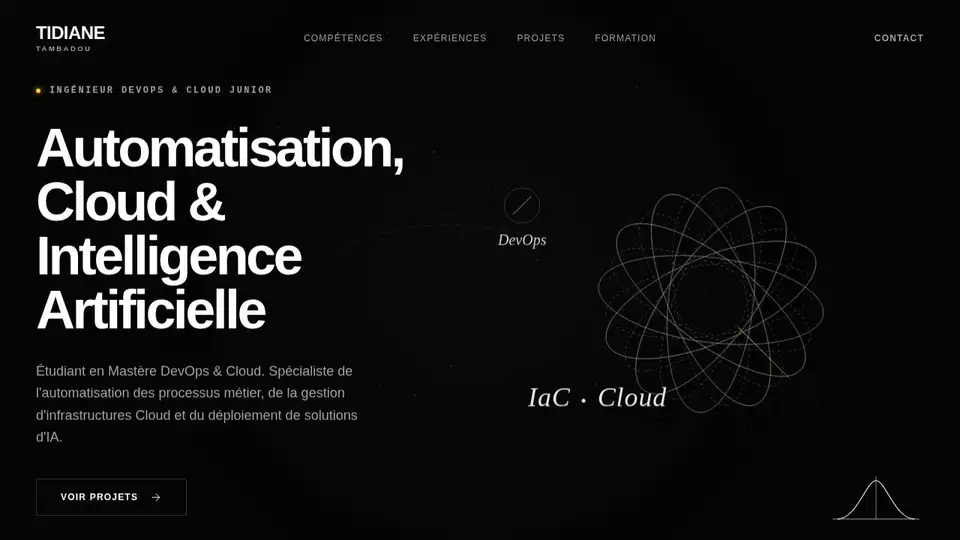 TIDIANE
TAMBADOU
COMPÉTENCES
EXPÉRIENCES
PROJETS
FORMATION
CONTACT
INGÉNIEUR DEVOPS & CLOUD JUNIOR
Automatisation,
Cloud &
Intelligence
Artificielle
Étudiant en Mastère DevOps & Cloud. Spécialiste de
l'automatisation des processus métier, de la gestion
d'infrastructures Cloud et du déploiement de solutions
d'IA.
VOIR PROJETS →
DevOps
IaC · Cloud